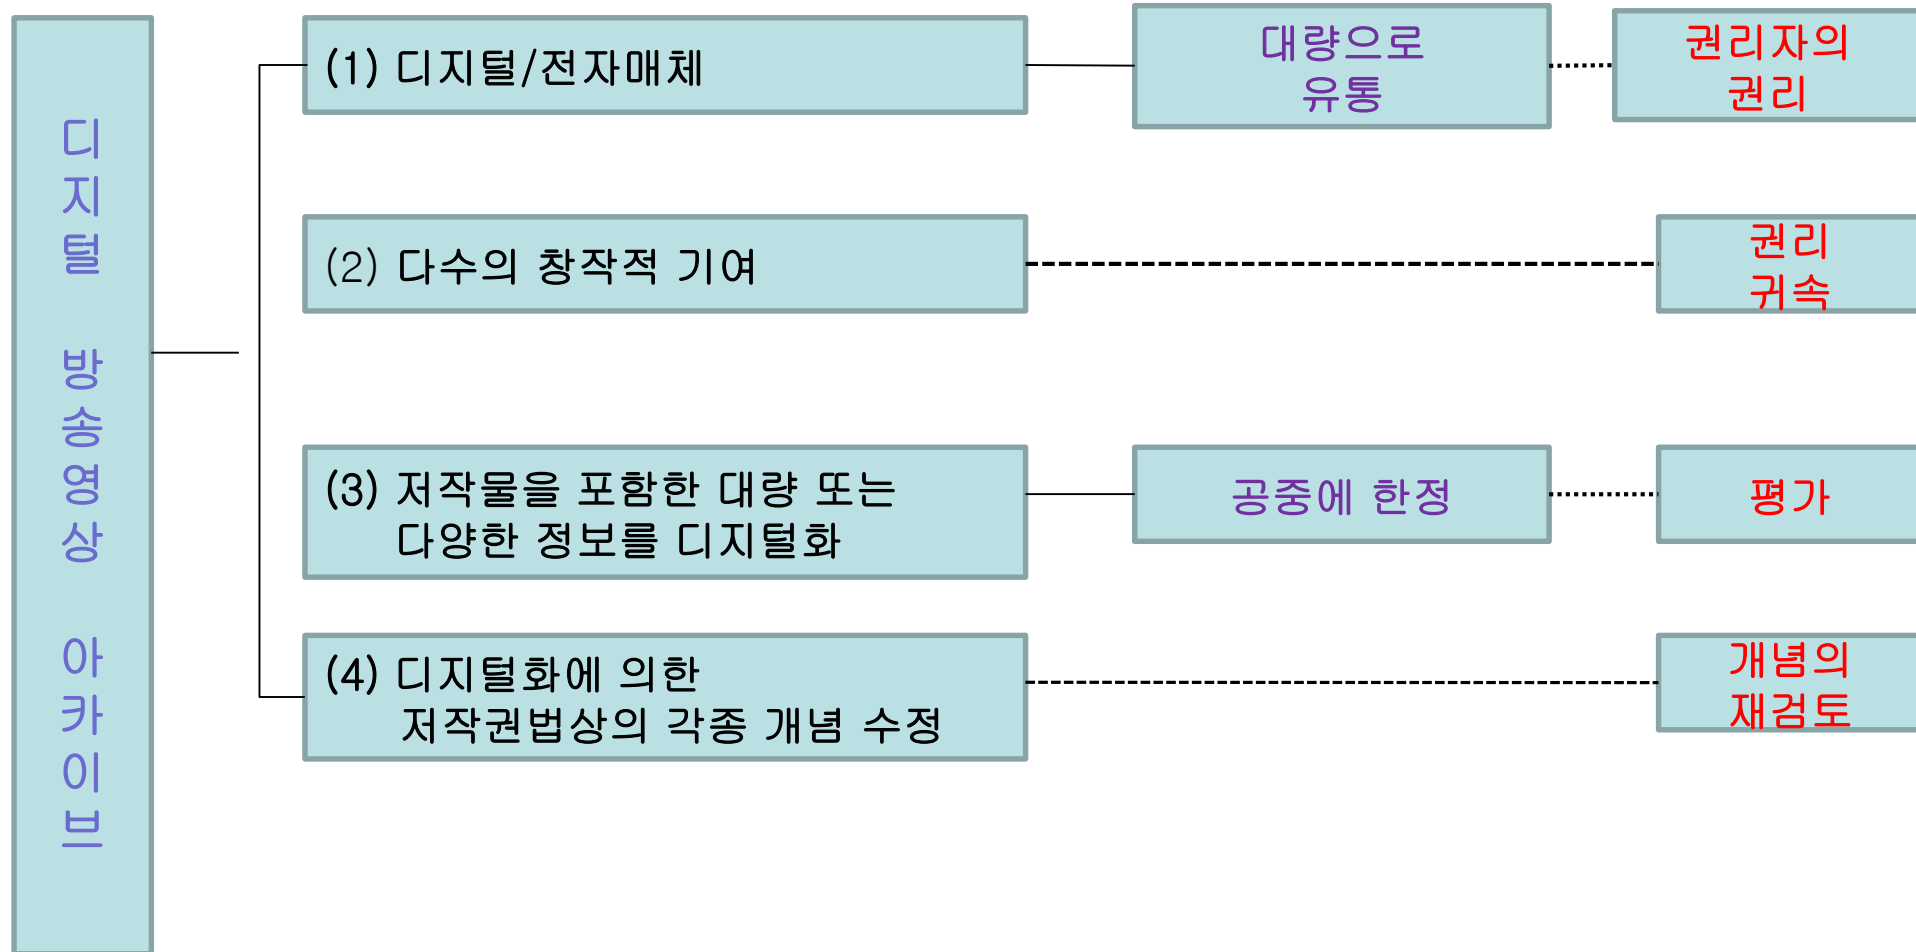 디지털 방송영상 아카이브
(1) 디지털/전자매체
대량으로
유통
권리자의
권리
(2) 다수의 창작적 기여
권리
귀속
(3) 저작물을 포함한 대량 또는
다양한 정보를 디지털화
공중에 한정
평가
(4) 디지털화에 의한
저작권법상의 각종 개념 수정
개념의
재검토